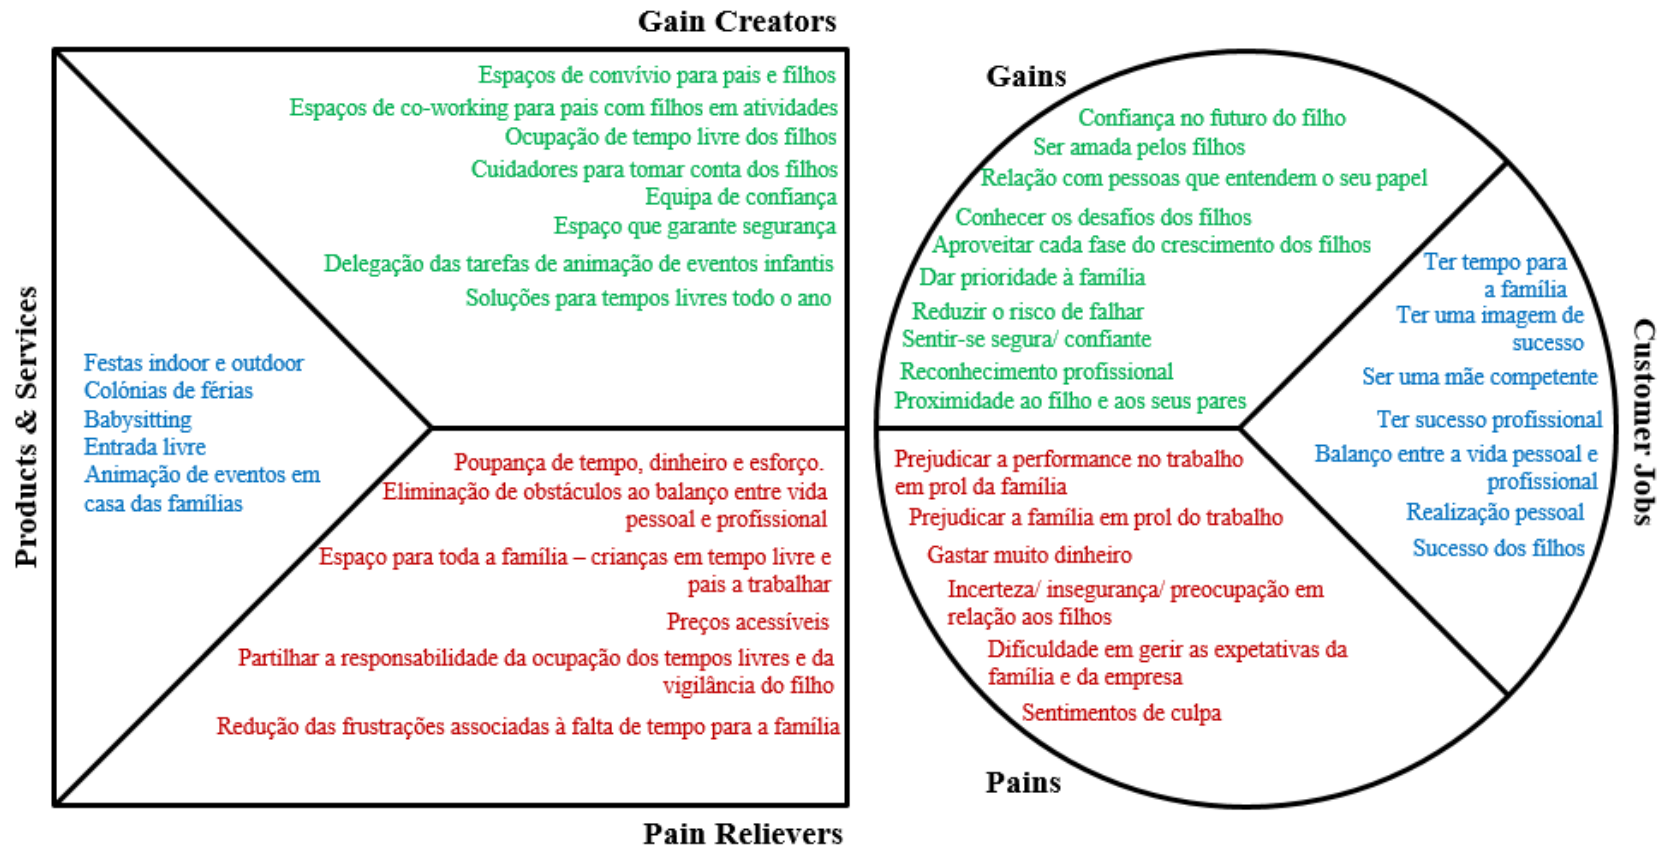 Gain Creators
Espaços de convívio para pais e filhos
Espaços de co-working para pais com filhos em atividades
Ocupação de tempo livre dos filhos
Cuidadores para tomar conta dos filhos
Equipa de confiança
Espaço que garante segurança
Delegação das tarefas de animação de eventos infantis
Soluções para tempos livres todo o ano
Products & Services
Festas indoor e outdoor
Colónias de férias
Babysitting
Entrada livre
Animação de eventos em
casa das famílias
Poupança de tempo, dinheiro e esforço.
Eliminação de obstáculos ao balanço entre vida
pessoal e profissional
Espaço para toda a família – crianças em tempo livre e
pais a trabalhar
Preços acessíveis
Partilhar a responsabilidade da ocupação dos tempos livres e da
vigilância do filho
Redução das frustrações associadas à falta de tempo para a família
Pain Relievers
Gains
Confiança no futuro do filho
Ser amada pelos filhos
Relação com pessoas que entendem o seu papel
Conhecer os desafios dos filhos
Aproveitar cada fase do crescimento dos filhos
Dar prioridade à família
Reduzir o risco de falhar
Sentir-se segura/ confiante
Reconhecimento profissional
Proximidade ao filho e aos seus pares
Ter tempo para
a família
Ter uma imagem de
sucesso
Ser uma mãe competente
Ter sucesso profissional
Balanço entre a vida pessoal e
profissional
Realização pessoal
Sucesso dos filhos
Customer Jobs
Prejudicar a performance no trabalho
em prol da família
Prejudicar a família em prol do trabalho
Gastar muito dinheiro
Incerteza/ insegurança/ preocupação em
relação aos filhos
Dificuldade em gerir as expetativas da
família e da empresa
Sentimentos de culpa
Pains